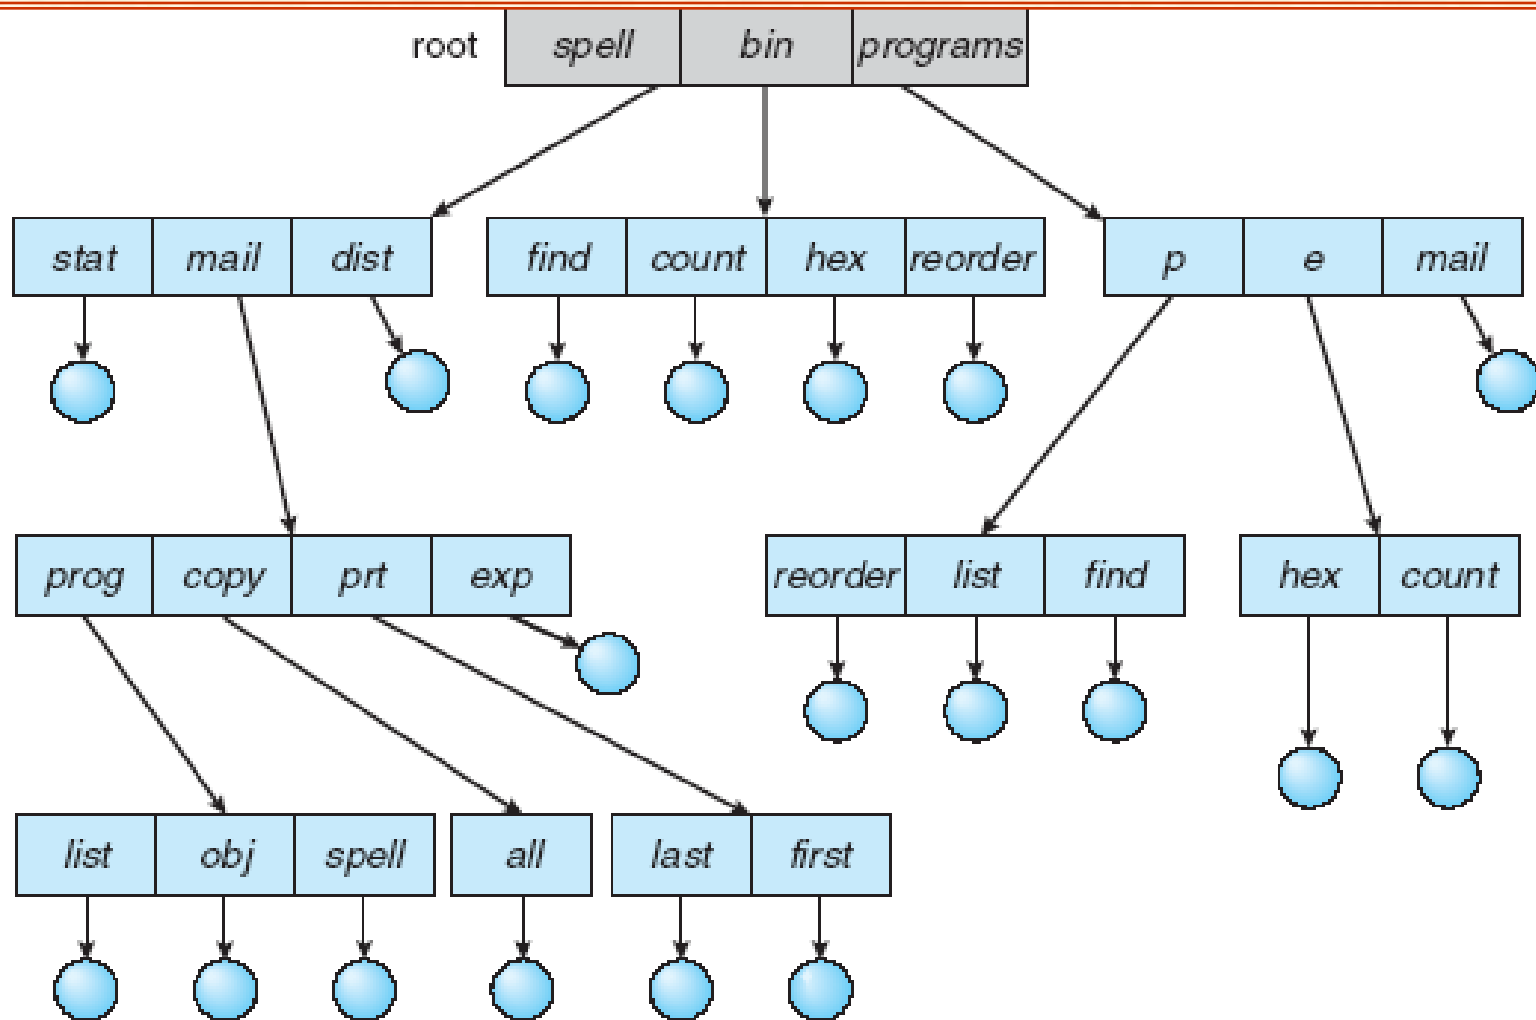 root spell bin programs
stat mail dist find count hex reorder p e mail
prog copy prt exp reorder list find hex count
list obj spell all last first